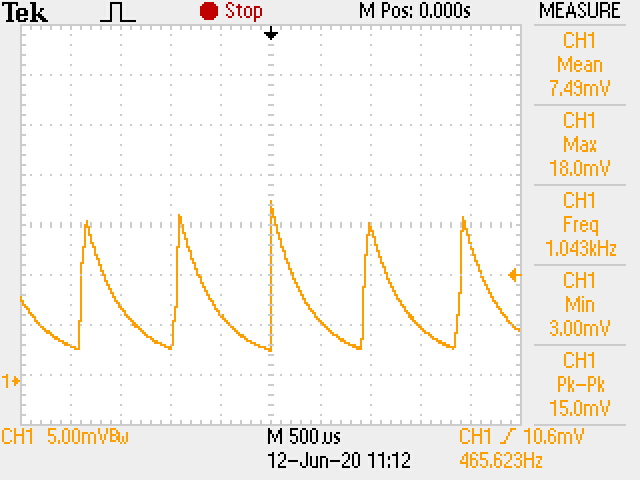 Tek Stop M Pos: 0.000s MEASURE
CH1
Mean
7.49mV
CH1
Max
18.0mV
CH1
Freq
1.043kHz
CH1
Min
3.00mV
CH1
Pk-Pk
15.0mV
1
CH1 5.00mVBw M 500µs CH1 10.6mV
12-Jun-20 11:12 465.623Hz